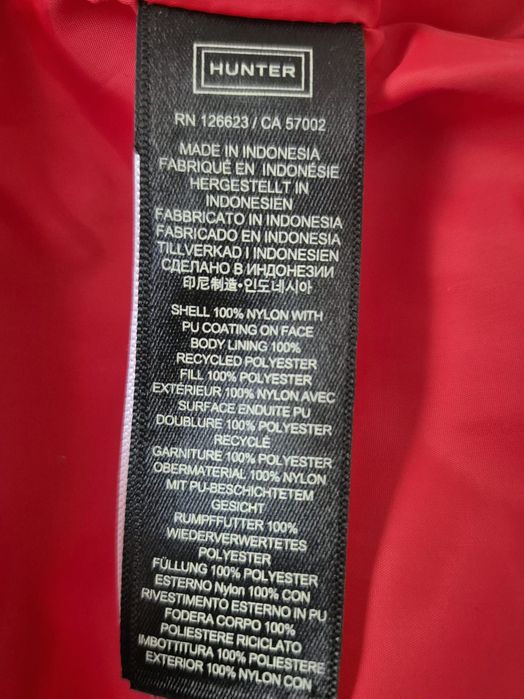 HUNTER
RN 126623 / CA 57002
MADE IN INDONESIA
FABRIQUÉ EN INDONÉSIE
HERGESTELLT IN
INDONESIEN
FABBRICATO IN INDONESIA
FABRICADO EN INDONESIA
TILLVERKAD I INDONESIEN
СДЕЛАНО В ИНДОНЕЗИИ
印尼制造·인도네시아
SHELL 100% NYLON WITH
PU COATING ON FACE
BODY LINING 100%
RECYCLED POLYESTER
FILL 100% POLYESTER
EXTÉRIEUR 100% NYLON AVEC
SURFACE ENDUITE PU
DOUBLURE 100% POLYESTER
RECYCLÉ
GARNITURE 100% POLYESTER
OBERMATERIAL 100% NYLON
MIT PU-BESCHICHTETEM
GESICHT
RUMPFFUTTER 100%
WIEDERVERWERTETES
POLYESTER
FÜLLUNG 100% POLYESTER
ESTERNO Nylon 100% CON
RIVESTIMENTO ESTERNO IN PU
FODERA CORPO 100%
POLIESTERE RICICLATO
IMBOTTITURA 100% POLIESTERE
EXTERIOR 100% NYLON CON